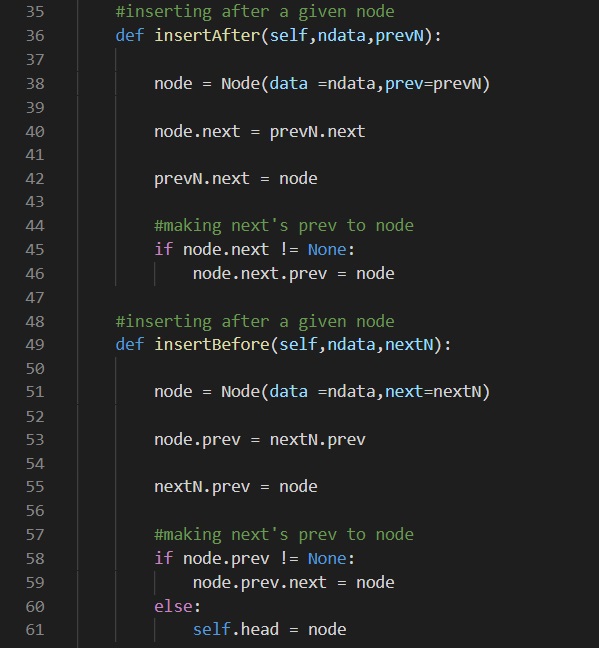 35 #inserting after a given node
36 def insertAfter(self,ndata,prevN):
37
38 node = Node(data =ndata,prev=prevN)
39
40 node.next = prevN.next
41
42 prevN.next = node
43
44 #making next's prev to node
45 if node.next != None:
46 node.next.prev = node
47
48 #inserting after a given node
49 def insertBefore(self,ndata,nextN):
50
51 node = Node(data =ndata,next=nextN)
52
53 node.prev = nextN.prev
54
55 nextN.prev = node
56
57 #making next's prev to node
58 if node.prev != None:
59 node.prev.next = node
60 else:
61 self.head = node